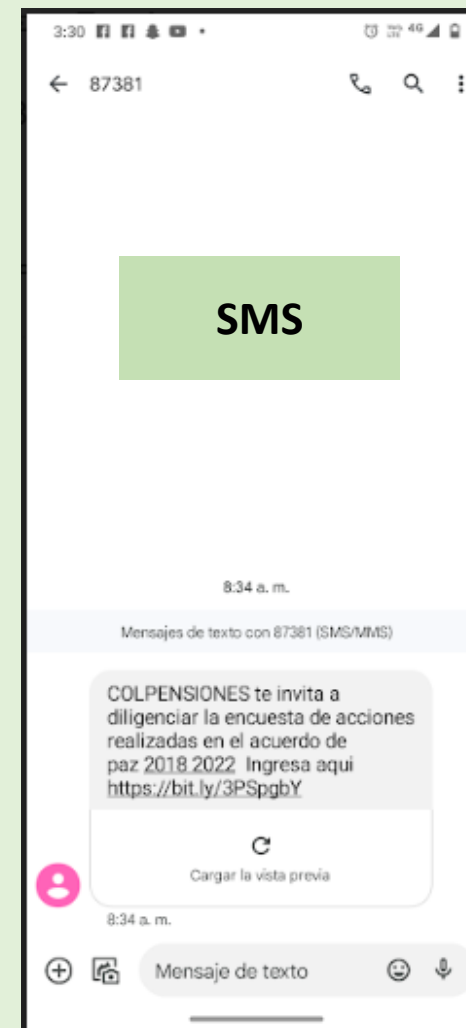 3:30
4G
87381
SMS
8:34 a. m.
Mensajes de texto con 87381 (SMS/MMS)
COLPENSIONES te invita a
diligenciar la encuesta de acciones
realizadas en el acuerdo de
paz 2018 2022 Ingresa aqui
https://bit.ly/3PSpgbY
Cargar la vista previa
8:34 a. m.
Mensaje de texto